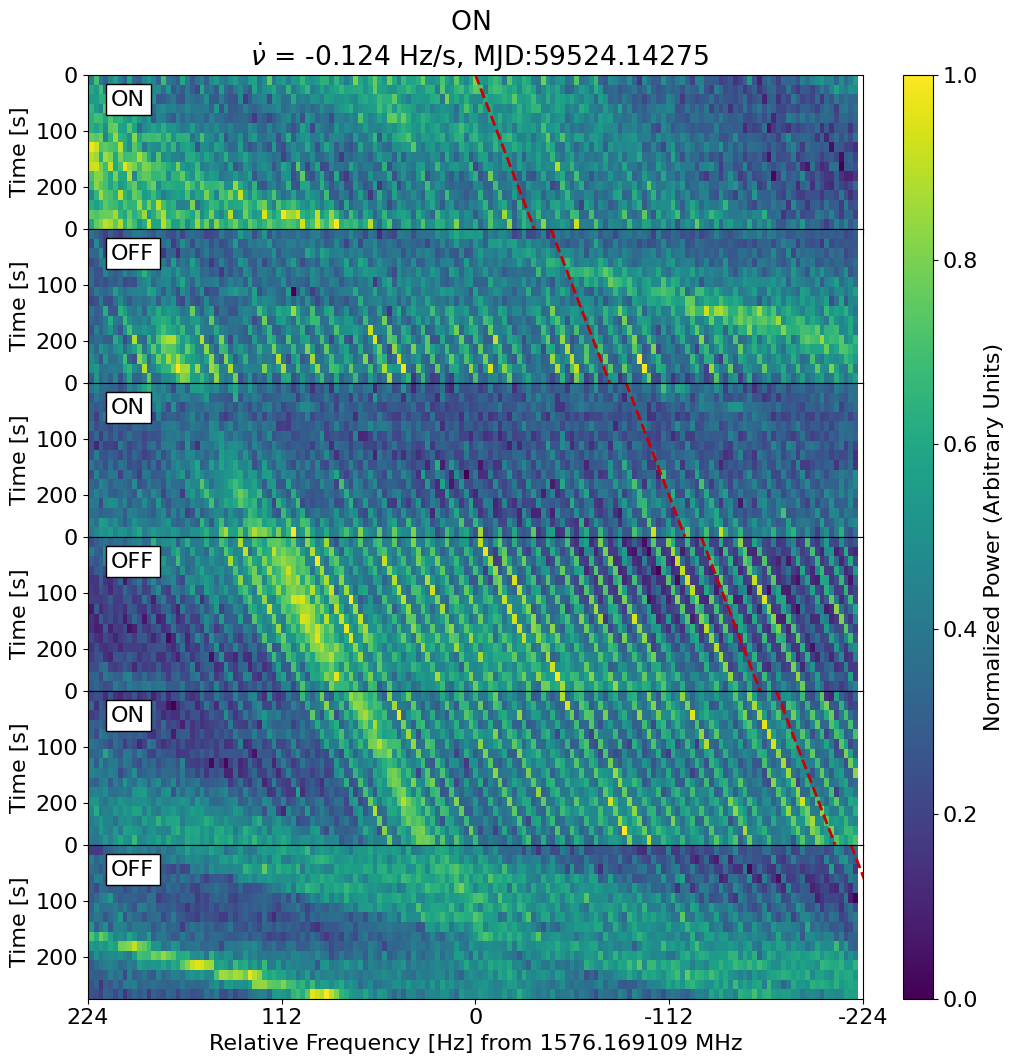 ON
ν̇ = -0.124 Hz/s, MJD:59524.14275
0
ON
100
200
Time [s]
0
OFF
100
200
Time [s]
0
ON
100
200
Time [s]
0
OFF
100
200
Time [s]
0
ON
100
200
Time [s]
0
OFF
100
200
Time [s]
224 112 0 -112 -224
Relative Frequency [Hz] from 1576.169109 MHz
1.0
0.8
0.6
0.4
0.2
0.0
Normalized Power (Arbitrary Units)